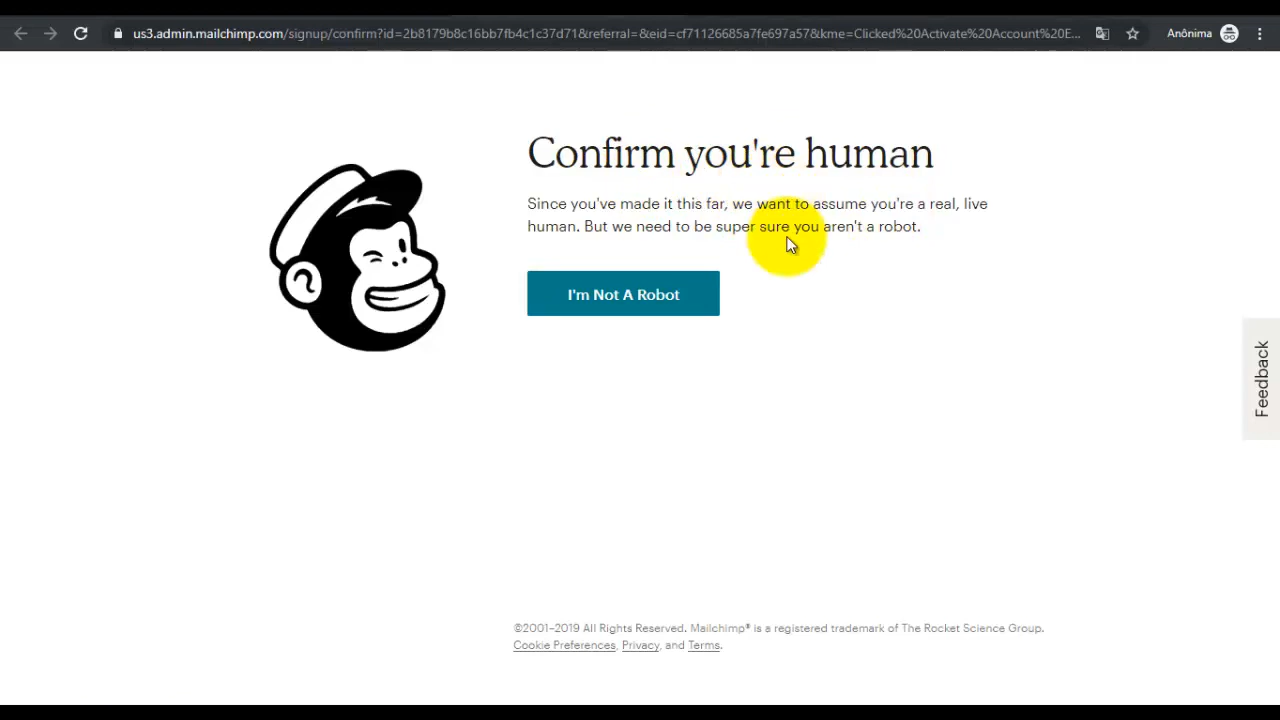 us3.admin.mailchimp.com/signup/confirm?id=2b8179b8c16bb7fb4c1c37d71&referral=&eid=cf71126685a7fe697a57&kme=Clicked%20Activate%20Account%20E...
Anônima
Confirm you're human
Since you've made it this far, we want to assume you're a real, live
human. But we need to be super sure you aren't a robot.
I'm Not A Robot
Feedback
©2001–2019 All Rights Reserved. Mailchimp® is a registered trademark of The Rocket Science Group.
Cookie Preferences, Privacy, and Terms.